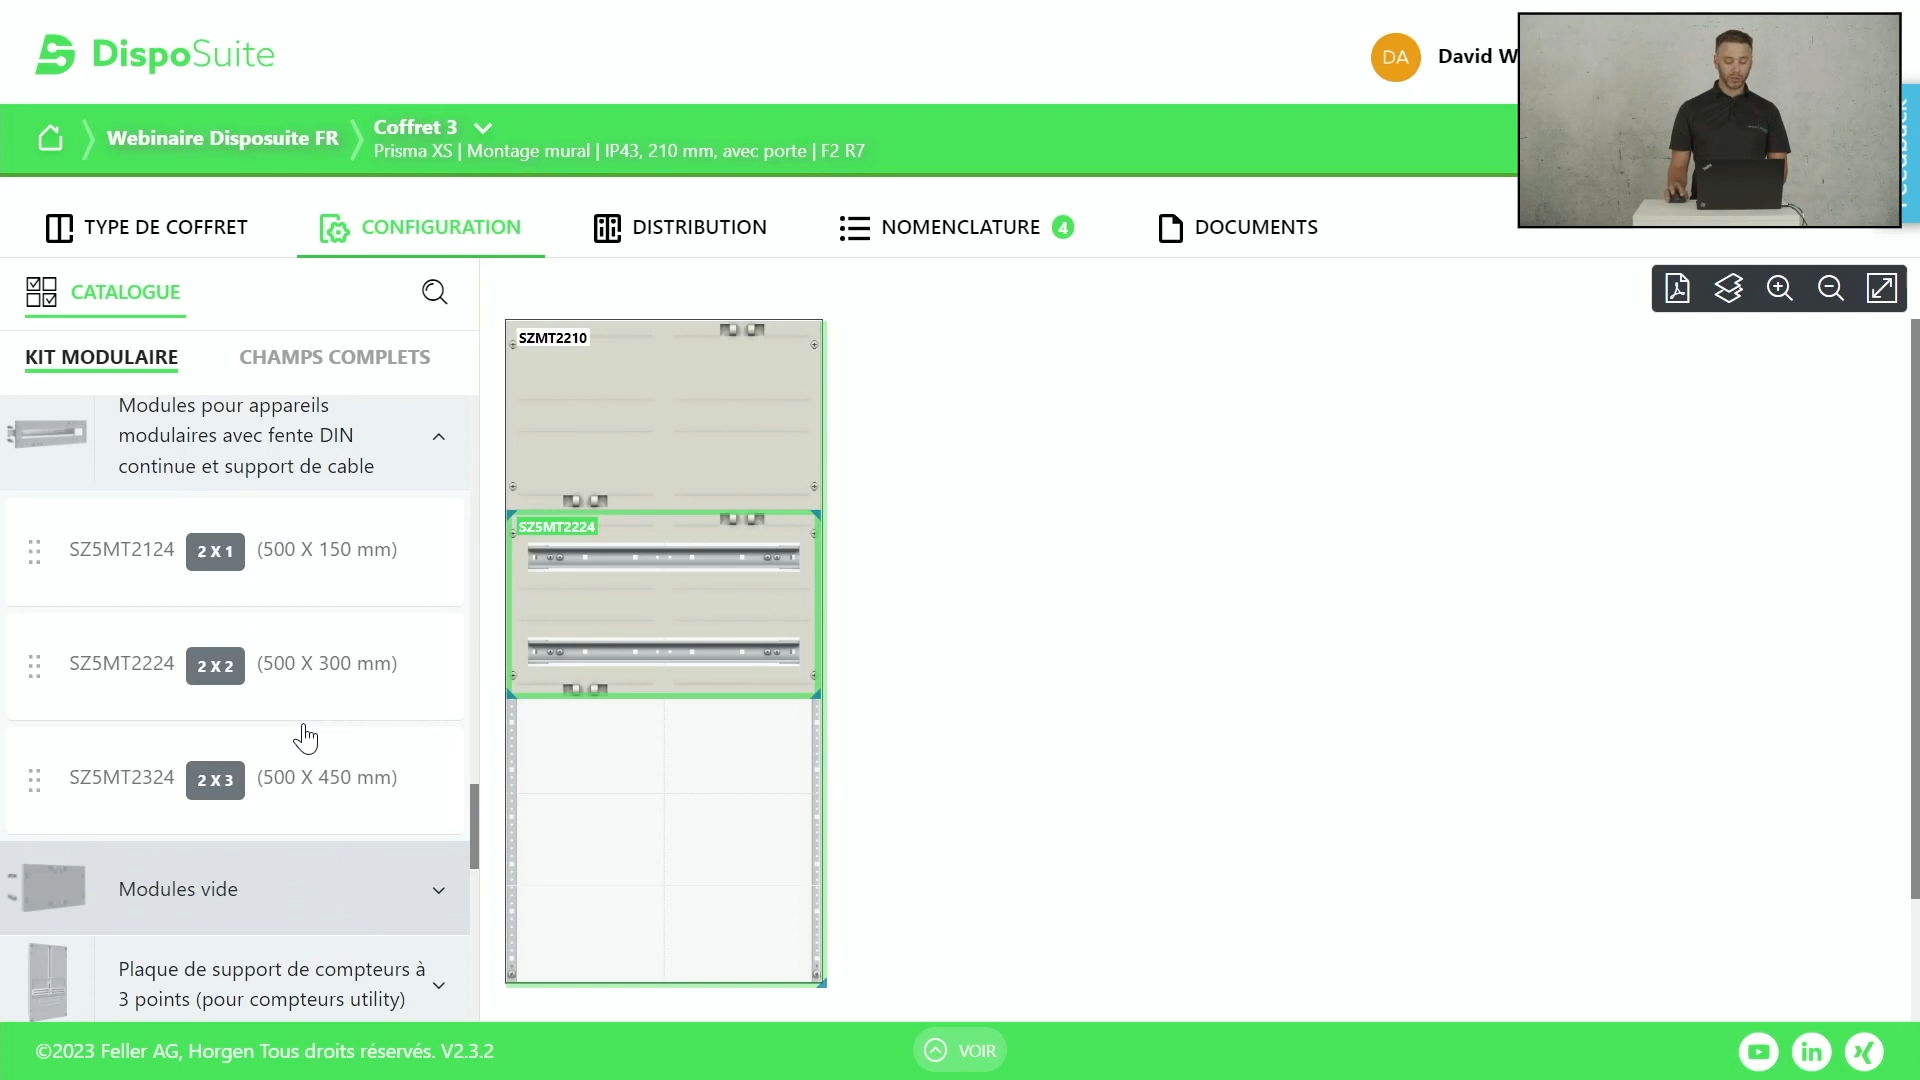 DispoSuite
DA
David W
Webinaire Disposuite FR
Coffret 3
Prisma XS | Montage mural | IP43, 210 mm, avec porte | F2 R7
TYPE DE COFFRET
CONFIGURATION
DISTRIBUTION
NOMENCLATURE 4
DOCUMENTS
CATALOGUE
KIT MODULAIRE
CHAMPS COMPLETS
Modules pour appareils
modulaires avec fente DIN
continue et support de cable
SZ5MT2124 2 X 1 (500 X 150 mm)
SZ5MT2224 2 X 2 (500 X 300 mm)
SZ5MT2324 2 X 3 (500 X 450 mm)
Modules vide
Plaque de support de compteurs à
3 points (pour compteurs utility)
SZMT2210
SZ5MT2224
©2023 Feller AG, Horgen Tous droits réservés. V2.3.2
VOIR